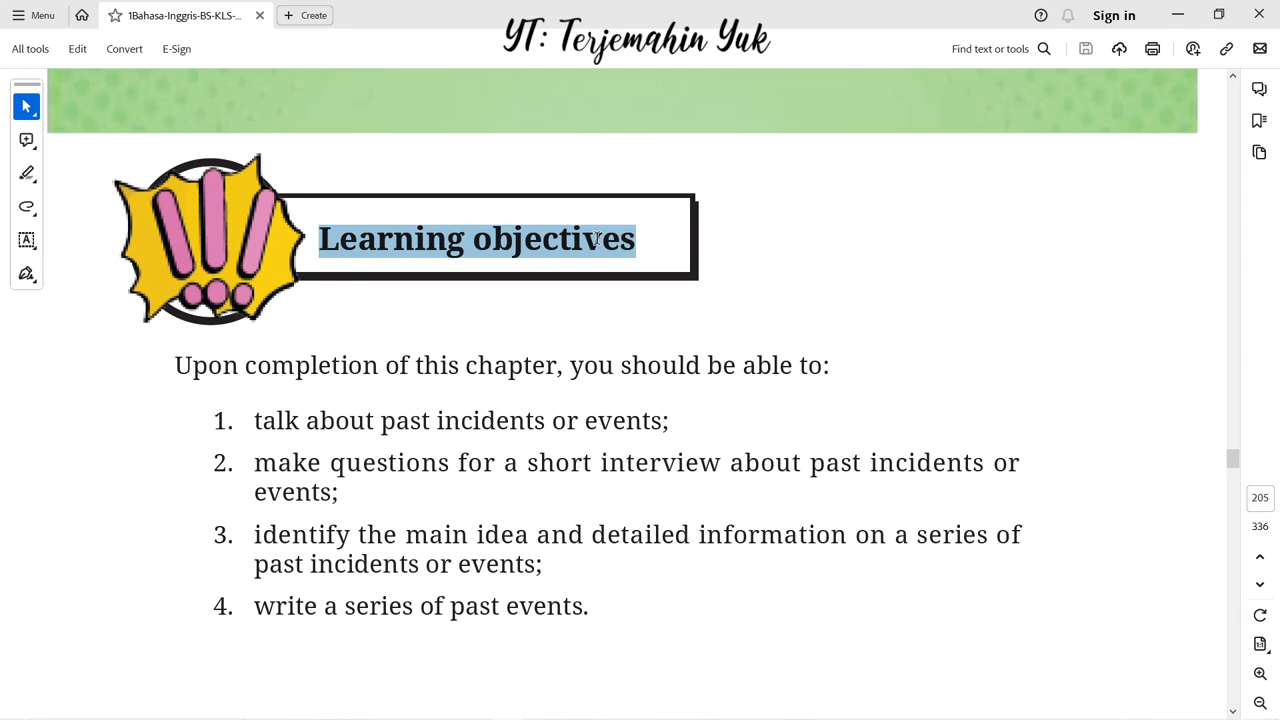 Menu
1Bahasa-Inggris-BS-KLS-...
Create
YT: Terjemahin Yuk
Sign in
All tools
Edit
Convert
E-Sign
Find text or tools
Learning objectives
Upon completion of this chapter, you should be able to:
1. talk about past incidents or events;
2. make questions for a short interview about past incidents or
events;
3. identify the main idea and detailed information on a series of
past incidents or events;
4. write a series of past events.
205
336